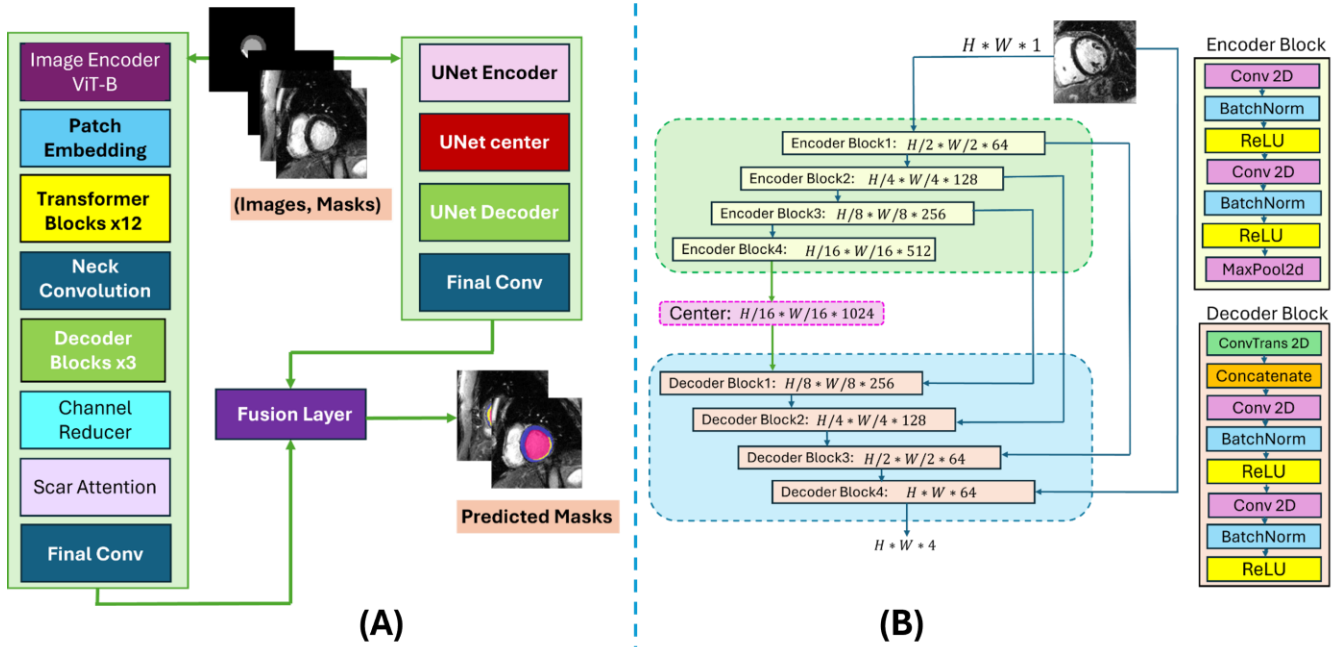 Image Encoder
ViT-B
Patch
Embedding
Transformer
Blocks x12
Neck
Convolution
Decoder
Blocks x3
Channel
Reducer
Scar Attention
Final Conv
(Images, Masks)
UNet Encoder
UNet center
UNet Decoder
Final Conv
Fusion Layer
Predicted Masks
(A)
H * W * 1
Encoder Block1: H/2 * W/2 * 64
Encoder Block2: H/4 * W/4 * 128
Encoder Block3: H/8 * W/8 * 256
Encoder Block4: H/16 * W/16 * 512
Center: H/16 * W/16 * 1024
Decoder Block1: H/8 * W/8 * 256
Decoder Block2: H/4 * W/4 * 128
Decoder Block3: H/2 * W/2 * 64
Decoder Block4: H * W * 64
H * W * 4
Encoder Block
Conv 2D
BatchNorm
ReLU
Conv 2D
BatchNorm
ReLU
MaxPool2d
Decoder Block
ConvTrans 2D
Concatenate
Conv 2D
BatchNorm
ReLU
Conv 2D
BatchNorm
ReLU
(B)